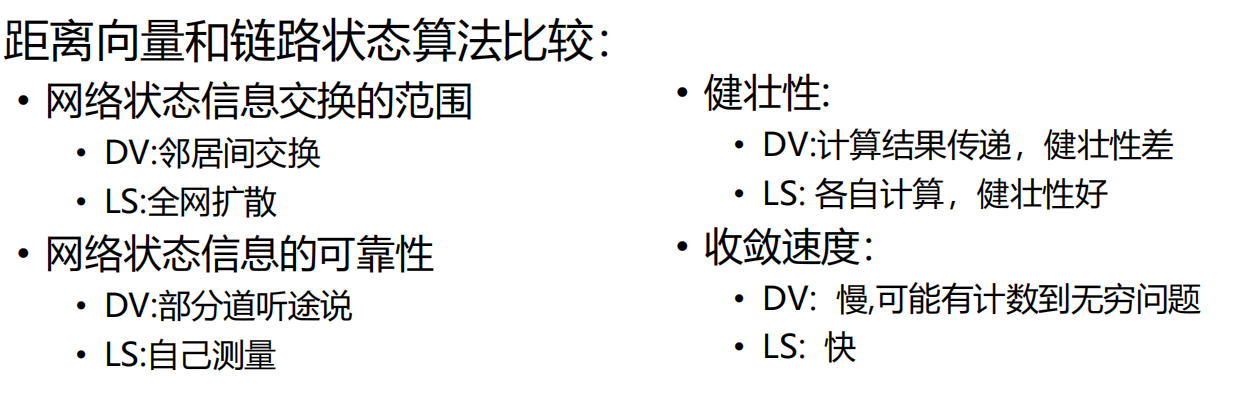 距离向量和链路状态算法比较：
• 网络状态信息交换的范围
• DV:邻居间交换
• LS:全网扩散
• 网络状态信息的可靠性
• DV:部分道听途说
• LS:自己测量
• 健壮性:
• DV:计算结果传递，健壮性差
• LS: 各自计算，健壮性好
• 收敛速度：
• DV: 慢,可能有计数到无穷问题
• LS: 快